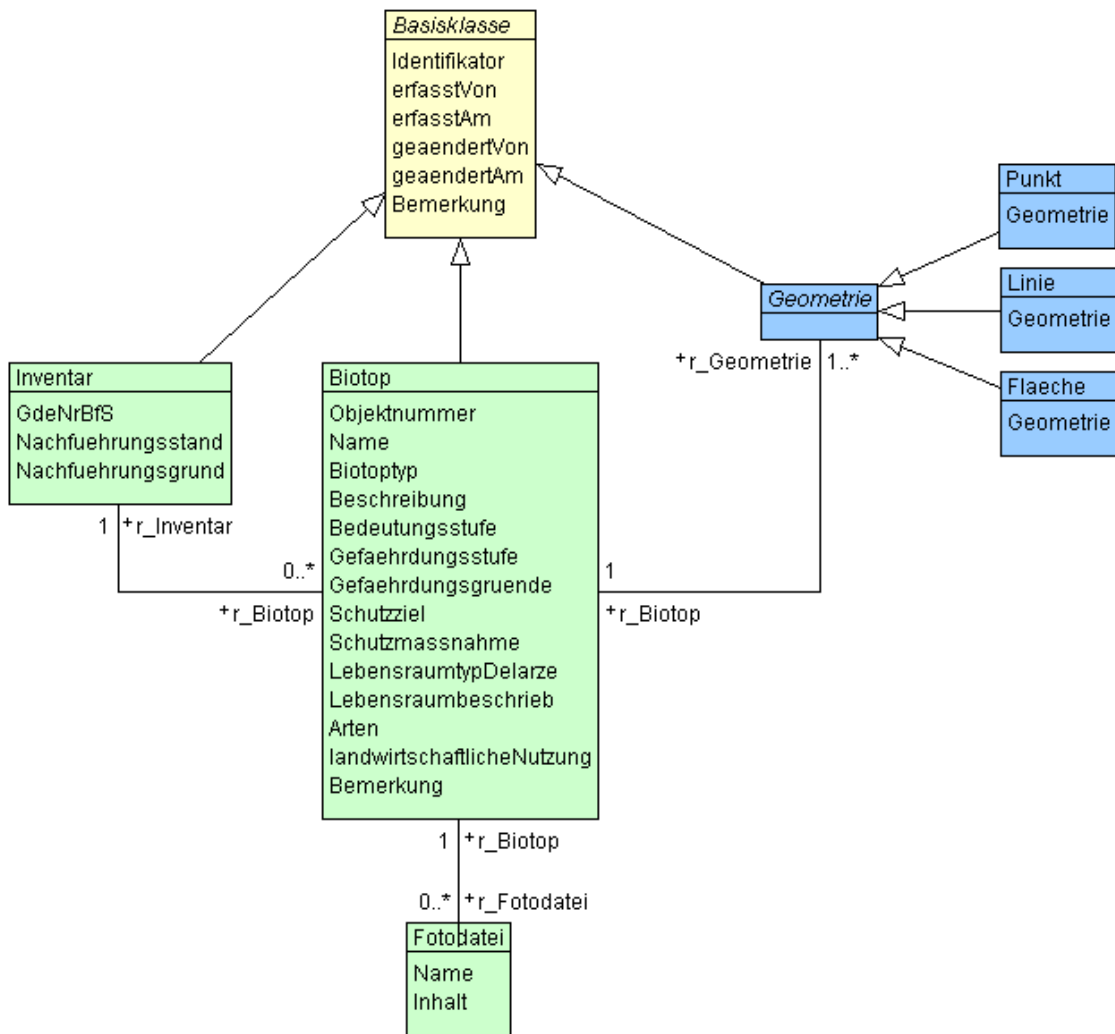 Basisklasse
Identifikator
erfasstVon
erfasstAm
geaendertVon
geaendertAm
Bemerkung
Punkt
Geometrie
Linie
Geometrie
Flaeche
Geometrie
Geometrie
+r_Geometrie 1..*
Inventar
GdeNrBfS
Nachfuehrungsstand
Nachfuehrungsgrund
1 +r_Inventar
0..*
+r_Biotop
Biotop
Objektnummer
Name
Biotoptyp
Beschreibung
Bedeutungsstufe
Gefaehrdungsstufe
Gefaehrdungsgruende
Schutzziel
Schutzmassnahme
LebensraumtypDelarze
Lebensraumbeschrieb
Arten
landwirtschaftlicheNutzung
Bemerkung
1
+r_Biotop
1 +r_Biotop
0..* +r_Fotodatei
Fotodatei
Name
Inhalt